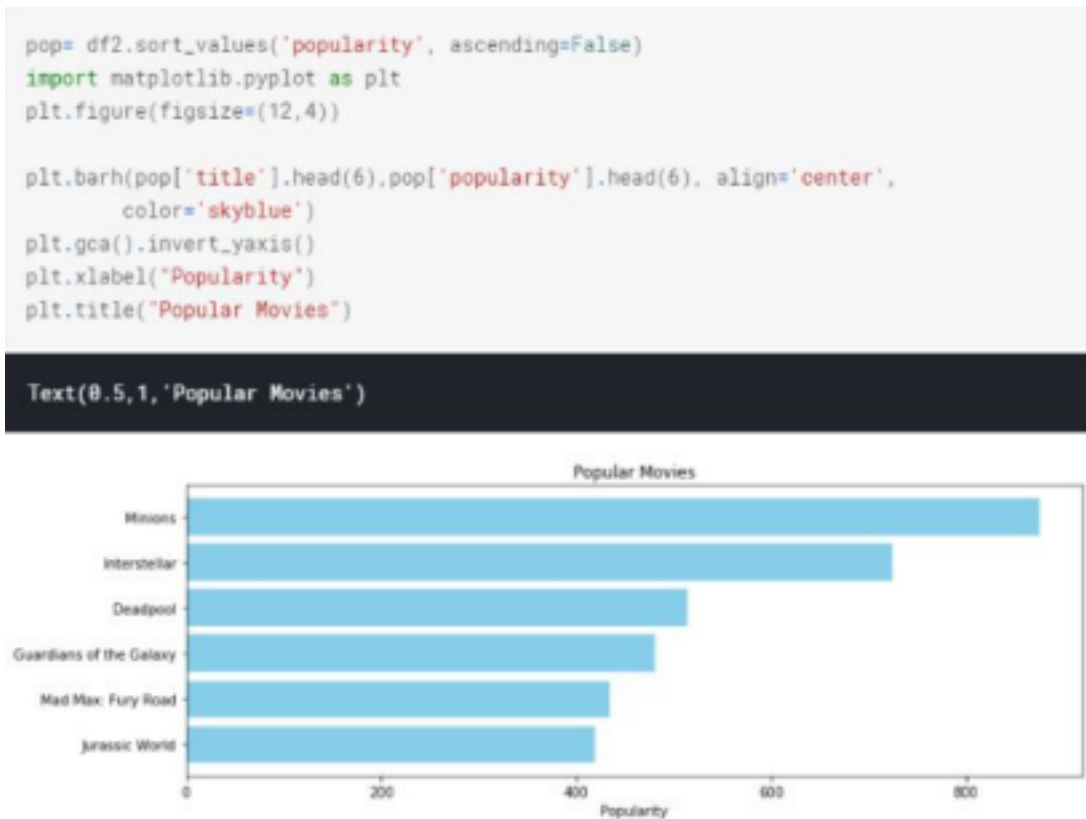 pop= df2.sort_values('popularity', ascending=False)
import matplotlib.pyplot as plt
plt.figure(figsize=(12,4))
plt.barh(pop['title'].head(6),pop['popularity'].head(6), align='center',
color='skyblue')
plt.gca().invert_yaxis()
plt.xlabel("Popularity")
plt.title("Popular Movies")
Text(0.5,1,'Popular Movies')
Popular Movies
Minions
Interstellar
Deadpool
Guardians of the Galaxy
Mad Max: Fury Road
Jurassic World
0 200 400 600 800
Popularity